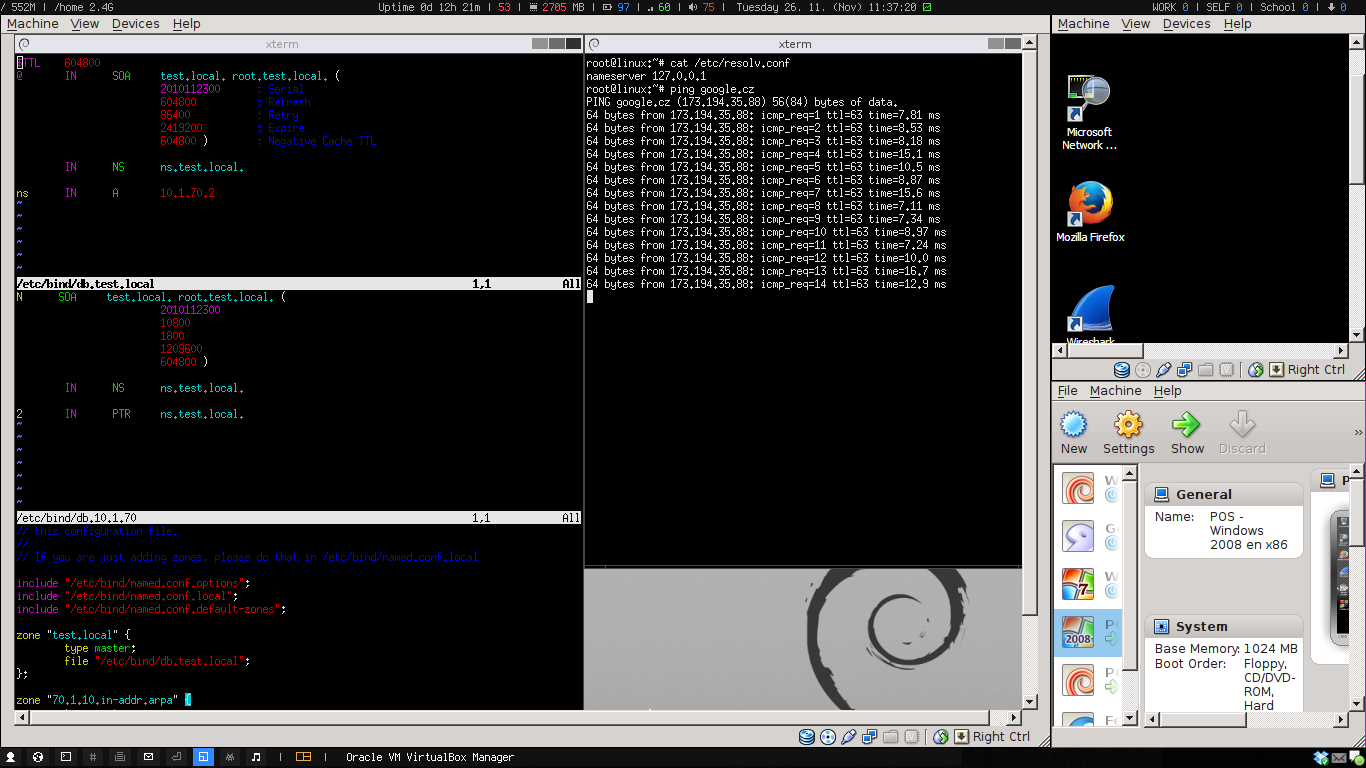 / 552M | /home 2.4G
Uptime 0d 12h 21m | 53 | 2705 MB | 97 | 60 | 75 | Tuesday 26. 11. (Nov) 11:37:20
WORK 0 | SELF 0 | School 0 | 0
Machine View Devices Help
xterm
$TTL 604800
@ IN SOA test.local. root.test.local. (
2010112300 ; Serial
604800 ; Refresh
86400 ; Retry
2419200 ; Expire
604800 ) ; Negative Cache TTL
IN NS ns.test.local.
ns IN A 10.1.70.2
~
~
~
~
~
~
/etc/bind/db.test.local 1,1 All
N SOA test.local. root.test.local. (
2010112300
10800
1800
1209600
604800 )
IN NS ns.test.local.
2 IN PTR ns.test.local.
~
~
~
~
~
~
~
/etc/bind/db.10.1.70 1,1 All
// this configuration file.
//
// If you are just adding zones, please do that in /etc/bind/named.conf.local
include "/etc/bind/named.conf.options";
include "/etc/bind/named.conf.local";
include "/etc/bind/named.conf.default-zones";
zone "test.local" {
type master;
file "/etc/bind/db.test.local";
};
zone "70.1.10.in-addr.arpa" {
xterm
root@linux:~# cat /etc/resolv.conf
nameserver 127.0.0.1
root@linux:~# ping google.cz
PING google.cz (173.194.35.88) 56(84) bytes of data.
64 bytes from 173.194.35.88: icmp_req=1 ttl=63 time=7.81 ms
64 bytes from 173.194.35.88: icmp_req=2 ttl=63 time=8.53 ms
64 bytes from 173.194.35.88: icmp_req=3 ttl=63 time=8.18 ms
64 bytes from 173.194.35.88: icmp_req=4 ttl=63 time=15.1 ms
64 bytes from 173.194.35.88: icmp_req=5 ttl=63 time=10.5 ms
64 bytes from 173.194.35.88: icmp_req=6 ttl=63 time=8.87 ms
64 bytes from 173.194.35.88: icmp_req=7 ttl=63 time=15.6 ms
64 bytes from 173.194.35.88: icmp_req=8 ttl=63 time=7.11 ms
64 bytes from 173.194.35.88: icmp_req=9 ttl=63 time=7.34 ms
64 bytes from 173.194.35.88: icmp_req=10 ttl=63 time=8.97 ms
64 bytes from 173.194.35.88: icmp_req=11 ttl=63 time=7.24 ms
64 bytes from 173.194.35.88: icmp_req=12 ttl=63 time=10.0 ms
64 bytes from 173.194.35.88: icmp_req=13 ttl=63 time=16.7 ms
64 bytes from 173.194.35.88: icmp_req=14 ttl=63 time=12.9 ms
Right Ctrl
Machine View Devices Help
Microsoft
Network ...
Mozilla Firefox
Wireshark
Right Ctrl
File Machine Help
New Settings Show Discard
»
W
G
W
7
P
2008
P
Fe
General
Name: POS -
Windows
2008 en x86
System
Base Memory: 1024 MB
Boot Order: Floppy,
CD/DVD-
ROM,
Hard
P
# | | Oracle VM VirtualBox Manager